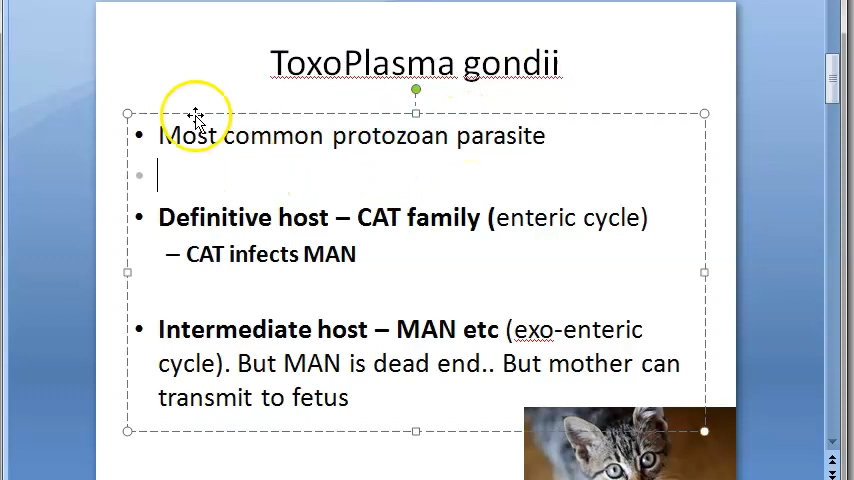 ToxoPlasma gondii
• Most common protozoan parasite
•
• Definitive host – CAT family (enteric cycle)
– CAT infects MAN
• Intermediate host – MAN etc (exo-enteric
cycle). But MAN is dead end.. But mother can
transmit to fetus